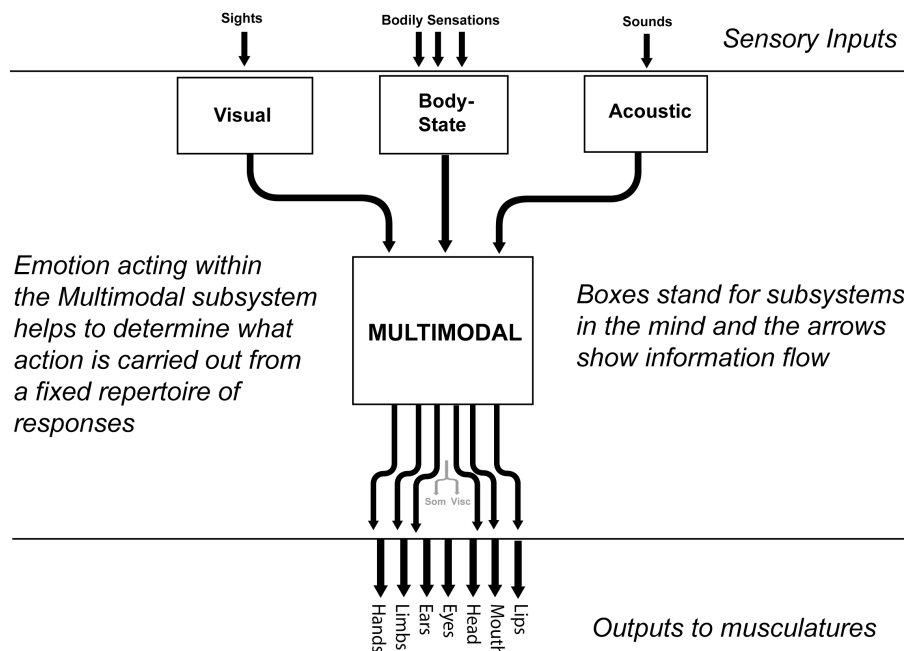 Sights
Bodily Sensations
Sounds
Sensory Inputs
Visual
Body-
State
Acoustic
Emotion acting within
the Multimodal subsystem
helps to determine what
action is carried out from
a fixed repertoire of
responses
MULTIMODAL
Boxes stand for subsystems
in the mind and the arrows
show information flow
Som Visc
Hands
Limbs
Ears
Eyes
Head
Mouth
Lips
Outputs to musculatures